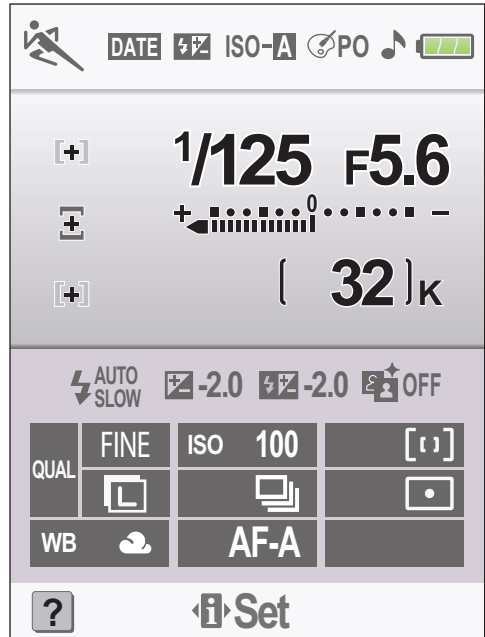 DATE ISO-A PO
1/125 F5.6
+ 0 -
[ 32 ]K
AUTO
SLOW
-2.0 -2.0 OFF
QUAL FINE ISO 100
L
WB AF-A
? i Set